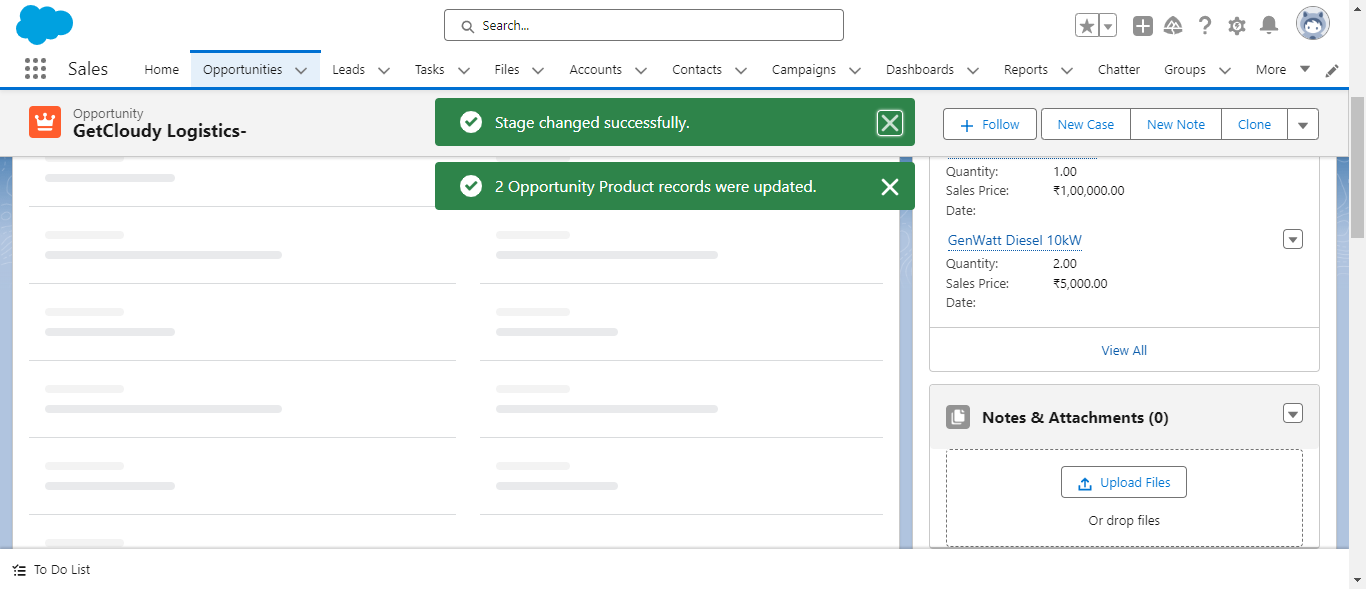 Search...
Sales
Home
Opportunities
Leads
Tasks
Files
Accounts
Contacts
Campaigns
Dashboards
Reports
Chatter
Groups
More
Opportunity
GetCloudy Logistics-
Stage changed successfully.
2 Opportunity Product records were updated.
Follow
New Case
New Note
Clone
Quantity: 1.00
Sales Price: ₹1,00,000.00
Date:
GenWatt Diesel 10kW
Quantity: 2.00
Sales Price: ₹5,000.00
Date:
View All
Notes & Attachments (0)
Upload Files
Or drop files
To Do List